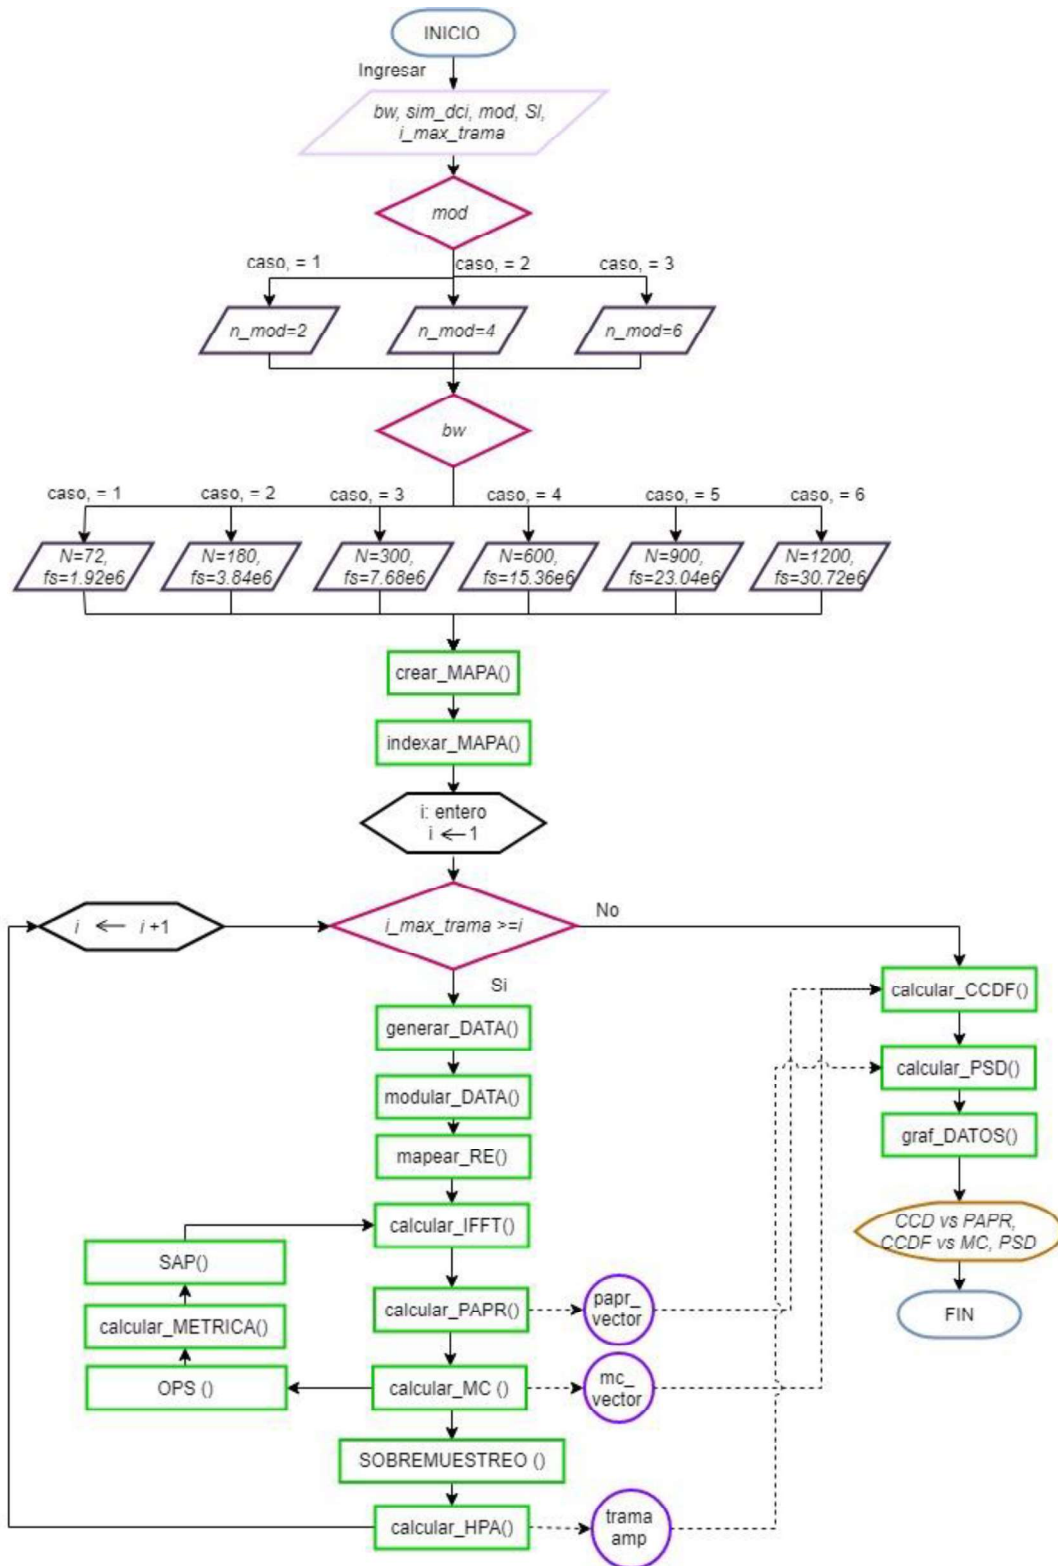 INICIO
Ingresar
bw, sim_dci, mod, SI,
i_max_trama
mod
caso, = 1
caso, = 2
caso, = 3
n_mod=2
n_mod=4
n_mod=6
bw
caso, = 1
caso, = 2
caso, = 3
caso, = 4
caso, = 5
caso, = 6
N=72,
fs=1.92e6
N=180,
fs=3.84e6
N=300,
fs=7.68e6
N=600,
fs=15.36e6
N=900,
fs=23.04e6
N=1200,
fs=30.72e6
crear_MAPA()
indexar_MAPA()
i: entero
i ← 1
i ← i +1
i_max_trama >=i
No
Si
calcular_CCDF()
generar_DATA()
calcular_PSD()
modular_DATA()
graf_DATOS()
mapear_RE()
calcular_IFFT()
CCD vs PAPR,
CCDF vs MC, PSD
SAP()
calcular_PAPR()
papr_
vector
FIN
calcular_METRICA()
OPS ()
calcular_MC ()
mc_
vector
SOBREMUESTREO ()
calcular_HPA()
trama
amp